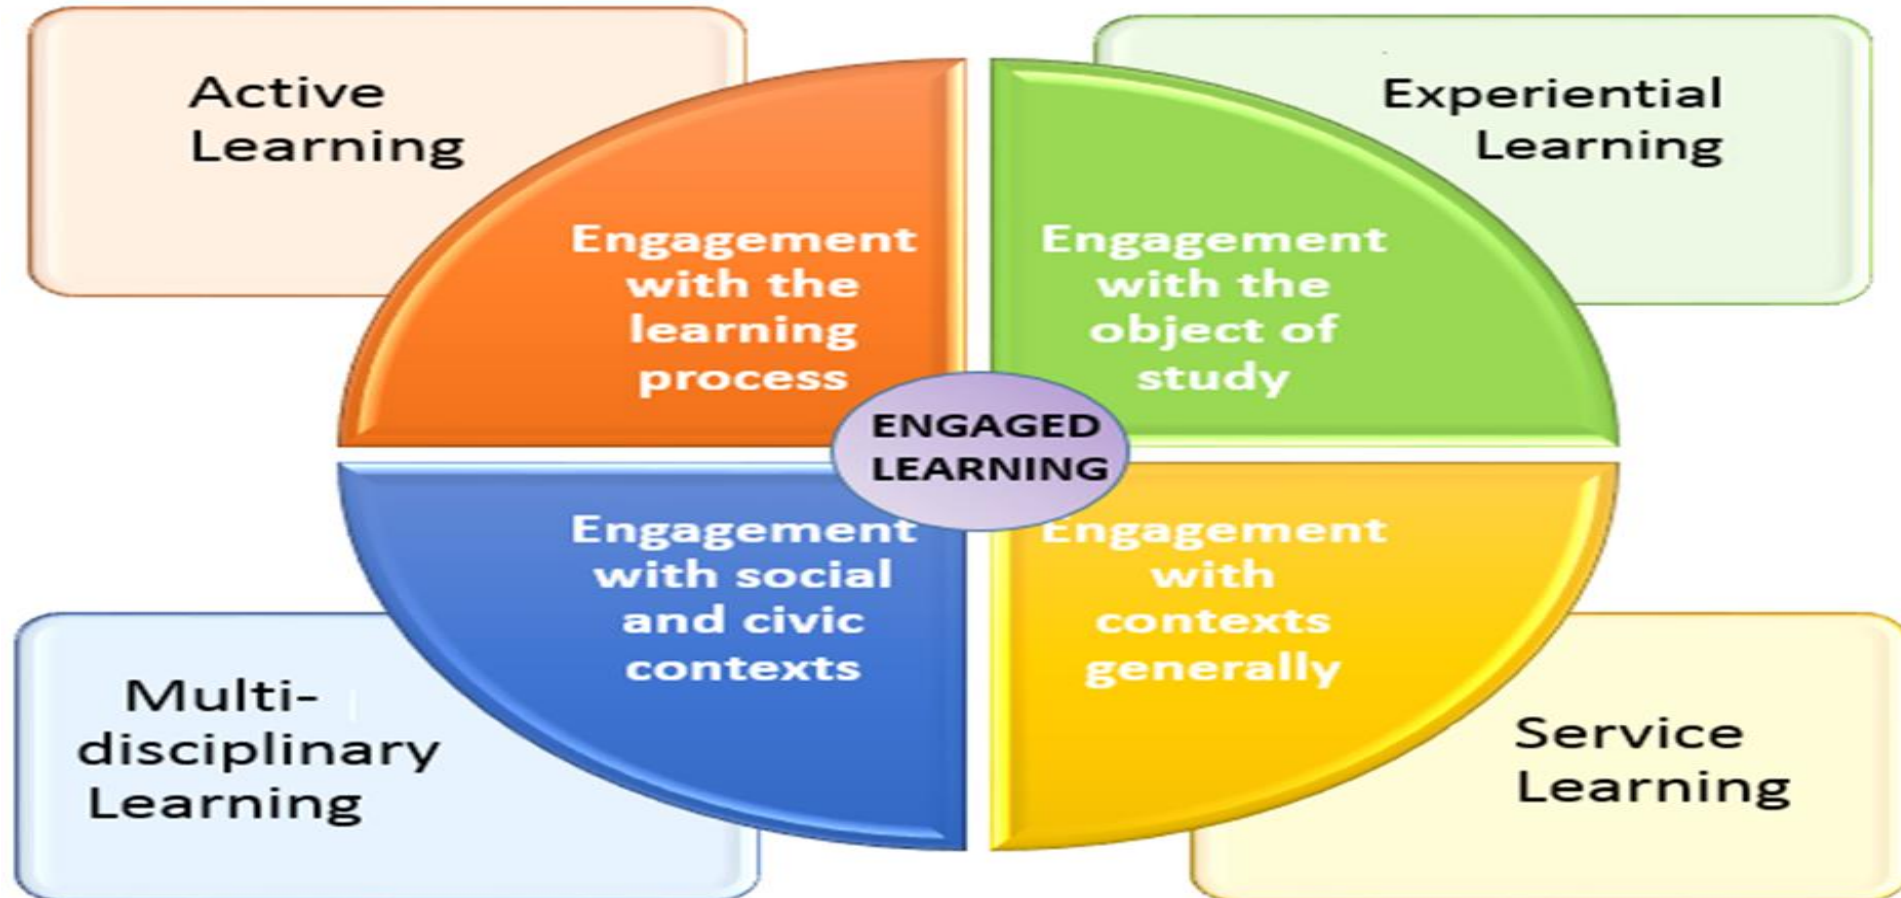 Active
Learning
Experiential
Learning
Engagement
with the
learning
process
Engagement
with the
object of
study
ENGAGED
LEARNING
Engagement
with social
and civic
contexts
Engagement
with
contexts
generally
Multi-
disciplinary
Learning
Service
Learning